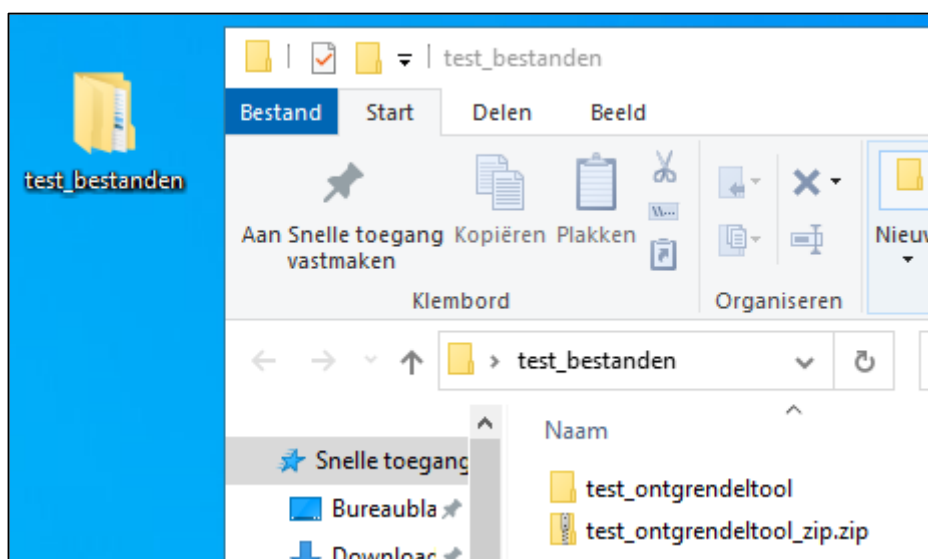 test_bestanden
test_bestanden
Bestand Start Delen Beeld
Aan Snelle toegang vastmaken
Kopiëren
Plakken
Klembord
Organiseren
test_bestanden
Naam
Snelle toegang
Bureaubla
test_ontgrendeltool
test_ontgrendeltool_zip.zip